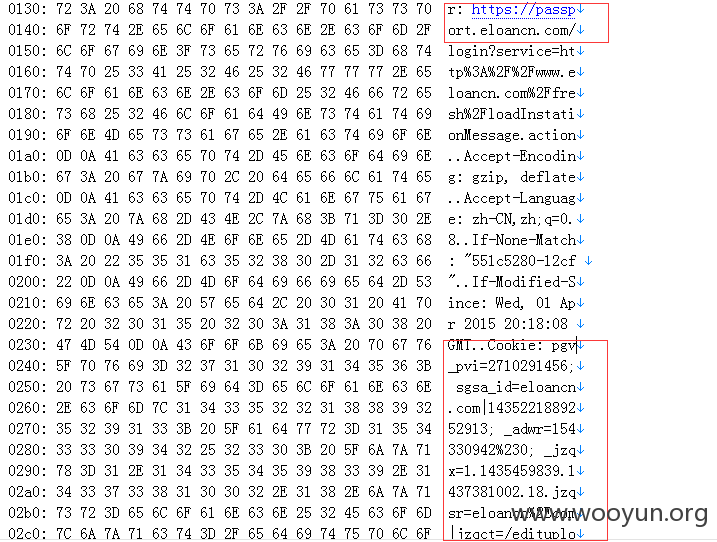 0130: 72 3A 20 68 74 74 70 73 3A 2F 2F 70 61 73 73 70 r: https://passp↓
0140: 6F 72 74 2E 65 6C 6F 61 6E 63 6E 2E 63 6F 6D 2F ort.eloancn.com/↓
0150: 6C 6F 67 69 6E 3F 73 65 72 76 69 63 65 3D 68 74 login?service=ht↓
0160: 74 70 25 33 41 25 32 46 25 32 46 77 77 77 2E 65 tp%3A%2F%2Fwww.e↓
0170: 6C 6F 61 6E 63 6E 2E 63 6F 6D 25 32 46 66 72 65 loancn.com%2Ffre↓
0180: 73 68 25 32 46 6C 6F 61 64 49 6E 73 74 61 74 69 sh%2FloadInstati↓
0190: 6F 6E 4D 65 73 73 61 67 65 2E 61 63 74 69 6F 6E onMessage.action↓
01a0: 0D 0A 41 63 63 65 70 74 2D 45 6E 63 6F 64 69 6E ..Accept-Encodin↓
01b0: 67 3A 20 67 7A 69 70 2C 20 64 65 66 6C 61 74 65 g: gzip, deflate↓
01c0: 0D 0A 41 63 63 65 70 74 2D 4C 61 6E 67 75 61 67 ..Accept-Languag↓
01d0: 65 3A 20 7A 68 2D 43 4E 2C 7A 68 3B 71 3D 30 2E e: zh-CN,zh;q=0.↓
01e0: 38 0D 0A 49 66 2D 4E 6F 6E 65 2D 4D 61 74 63 68 8..If-None-Match↓
01f0: 3A 20 22 35 35 31 63 35 32 38 30 2D 31 32 63 66 : "551c5280-12cf ↓
0200: 22 0D 0A 49 66 2D 4D 6F 64 69 66 69 65 64 2D 53 "..If-Modified-S↓
0210: 69 6E 63 65 3A 20 57 65 64 2C 20 30 31 20 41 70 ince: Wed, 01 Ap↓
0220: 72 20 32 30 31 35 20 32 30 3A 31 38 3A 30 38 20 r 2015 20:18:08 ↓
0230: 47 4D 54 0D 0A 43 6F 6F 6B 69 65 3A 20 70 67 76 GMT..Cookie: pgv↓
0240: 5F 70 76 69 3D 32 37 31 30 32 39 31 34 35 36 3B _pvi=2710291456;↓
0250: 20 73 67 73 61 5F 69 64 3D 65 6C 6F 61 6E 63 6E  sgsa_id=eloancn↓
0260: 2E 63 6F 6D 7C 31 34 33 35 32 32 31 38 38 39 32 .com|14352218892↓
0270: 35 32 39 31 33 3B 20 5F 61 64 77 72 3D 31 35 34 52913; _adwr=154↓
0280: 33 33 30 39 34 32 25 32 33 30 3B 20 5F 6A 7A 71 330942%230; _jzq↓
0290: 78 3D 31 2E 31 34 33 35 34 35 39 38 33 39 2E 31 x=1.1435459839.1↓
02a0: 34 33 37 33 38 31 30 30 32 2E 31 38 2E 6A 7A 71 437381002.18.jzq↓
02b0: 73 72 3D 65 6C 6F 61 6E 63 6E 25 32 45 63 6F 6D sr=eloancn%2Ecom↓
02c0: 7C 6A 7A 71 63 74 3D 2F 65 64 69 74 75 70 6C 6F |jzqct=/edituplo↓
www.wooyun.org